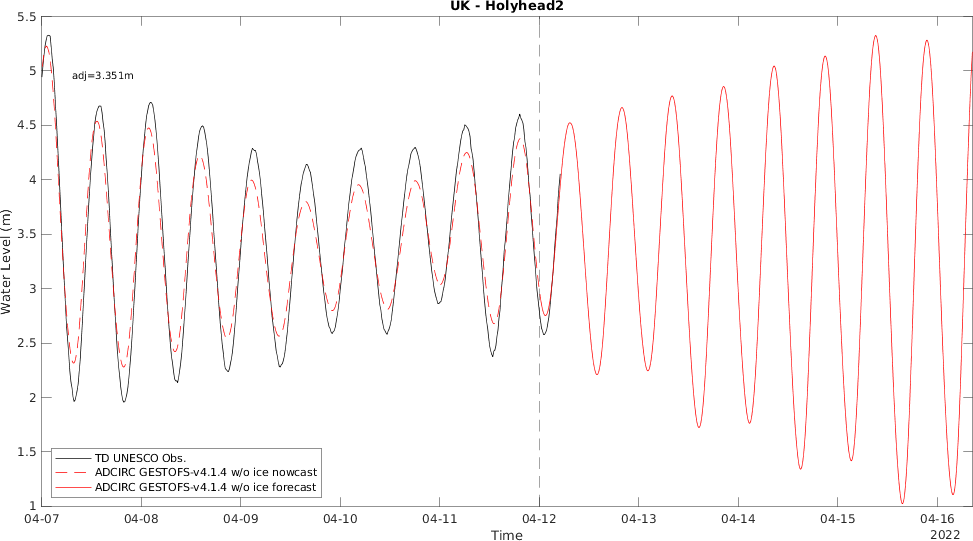 UK - Holyhead2
5.5
5
4.5
4
3.5
3
2.5
2
1.5
1
Water Level (m)
adj=3.351m
TD UNESCO Obs.
ADCIRC GESTOFS-v4.1.4 w/o ice nowcast
ADCIRC GESTOFS-v4.1.4 w/o ice forecast
04-07 04-08 04-09 04-10 04-11 04-12 04-13 04-14 04-15 04-16
Time
2022